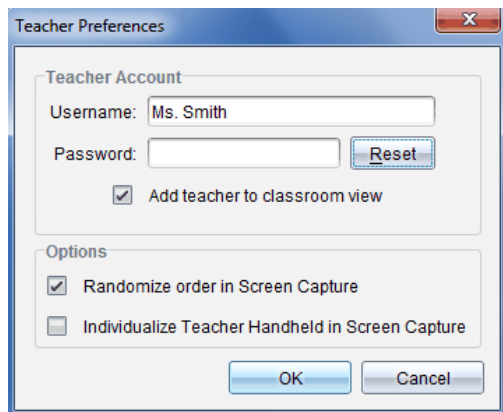 Teacher Preferences
Teacher Account
Username: Ms. Smith
Password: Reset
Add teacher to classroom view
Options
Randomize order in Screen Capture
Individualize Teacher Handheld in Screen Capture
OK Cancel